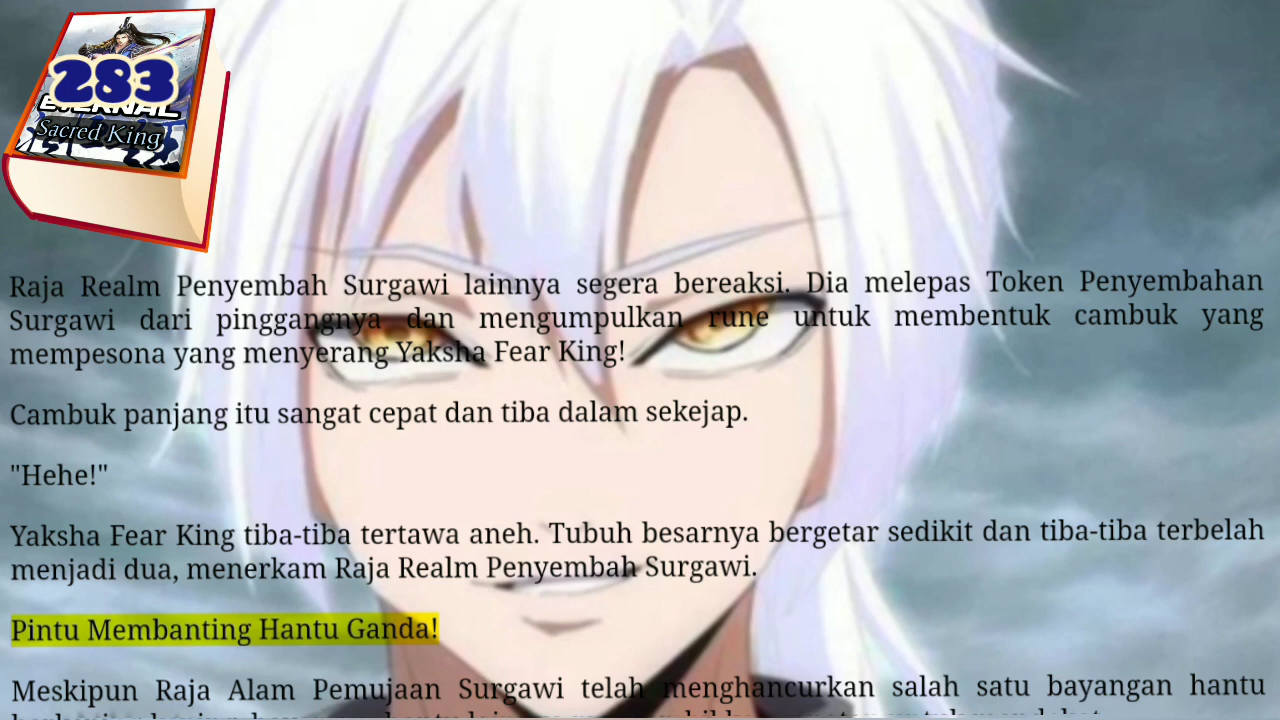 283
ETERNAL
Sacred King
Raja Realm Penyembah Surgawi lainnya segera bereaksi. Dia melepas Token Penyembahan
Surgawi dari pinggangnya dan mengumpulkan rune untuk membentuk cambuk yang
mempesona yang menyerang Yaksha Fear King!
Cambuk panjang itu sangat cepat dan tiba dalam sekejap.
"Hehe!"
Yaksha Fear King tiba-tiba tertawa aneh. Tubuh besarnya bergetar sedikit dan tiba-tiba terbelah
menjadi dua, menerkam Raja Realm Penyembah Surgawi.
Pintu Membanting Hantu Ganda!
Meskipun Raja Alam Pemujaan Surgawi telah menghancurkan salah satu bayangan hantu